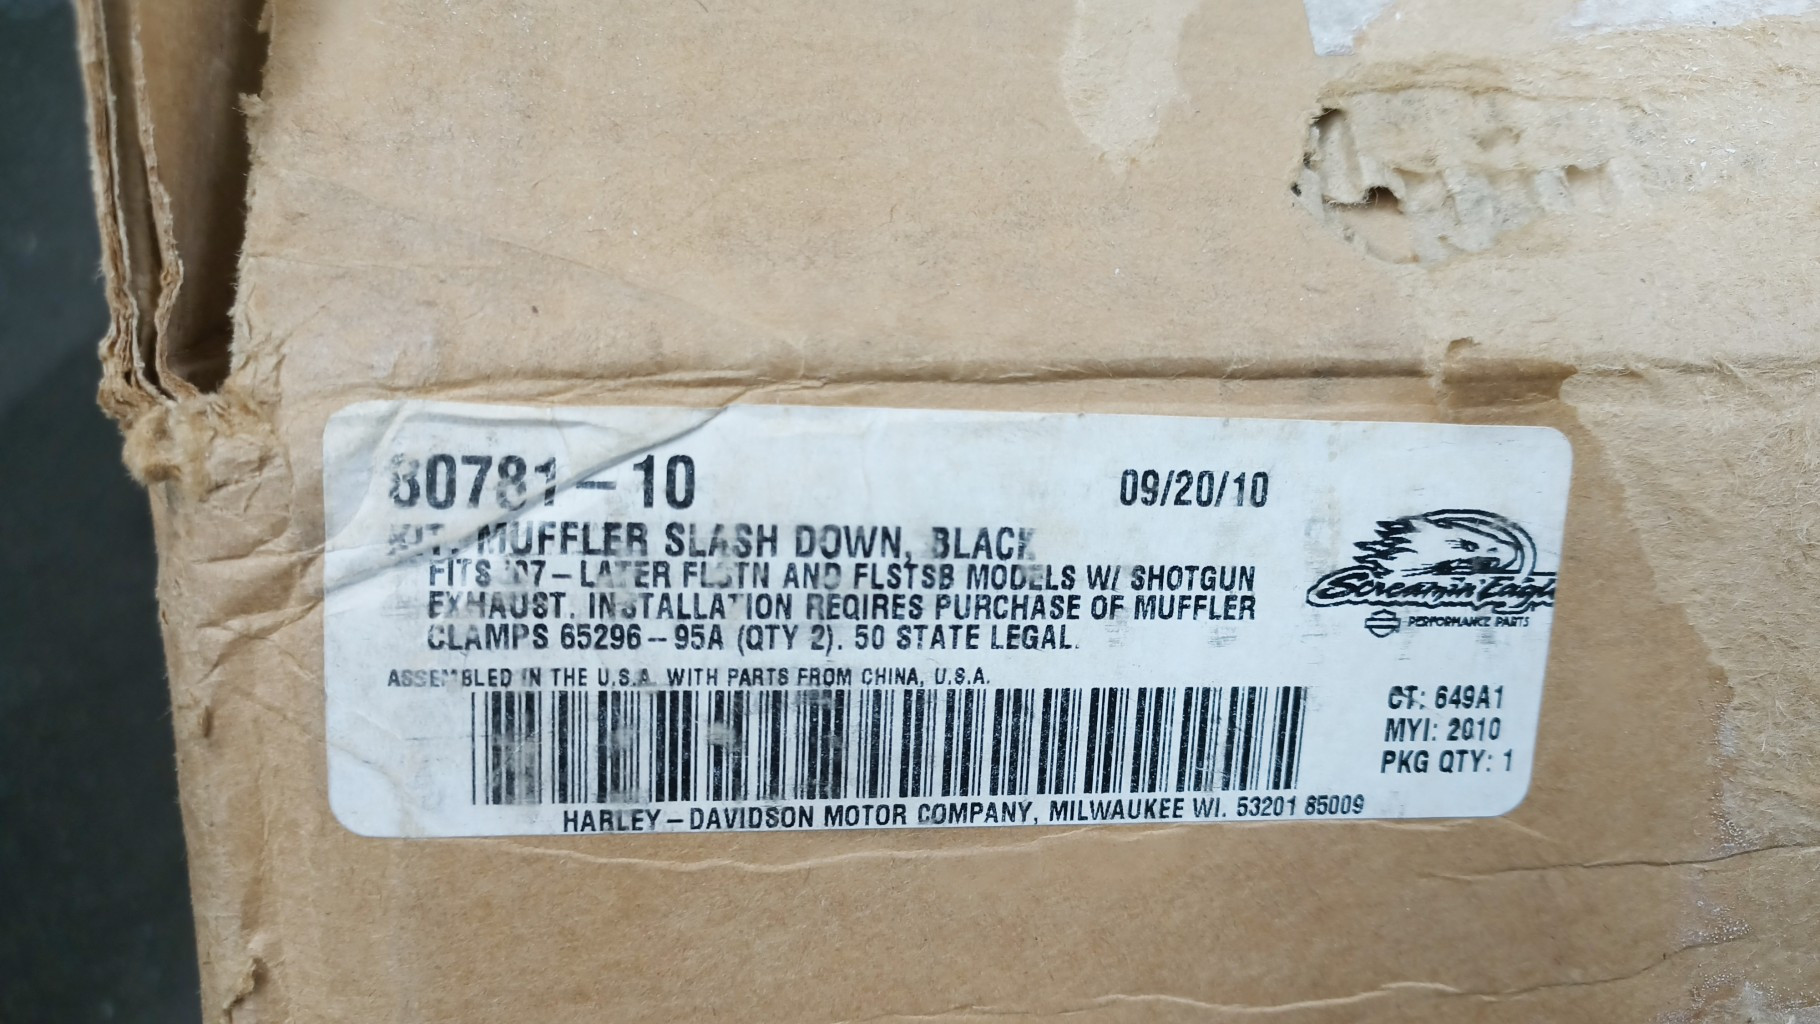 80781-10
09/20/10
KIT, MUFFLER SLASH DOWN, BLACK
FITS '07-LATER FLSTN AND FLSTSB MODELS W/ SHOTGUN
EXHAUST. INSTALLATION REQIRES PURCHASE OF MUFFLER
CLAMPS 65296-95A (QTY 2). 50 STATE LEGAL.
Screamin' Eagle
PERFORMANCE PARTS
ASSEMBLED IN THE U.S.A. WITH PARTS FROM CHINA, U.S.A.
CT: 649A1
MYI: 2010
PKG QTY: 1
HARLEY-DAVIDSON MOTOR COMPANY, MILWAUKEE WI. 53201 85009